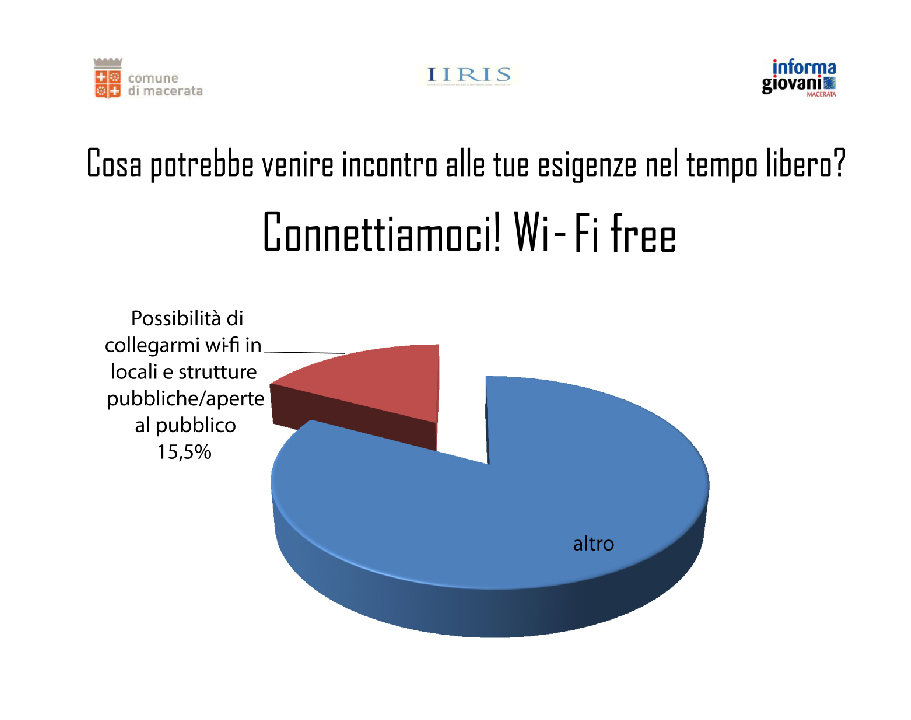 comune
di macerata
IIRIS
informa
giovani
MACERATA
Cosa potrebbe venire incontro alle tue esigenze nel tempo libero?
Connettiamoci! Wi-Fi free
Possibilità di
collegarmi wi-fi in
locali e strutture
pubbliche/aperte
al pubblico
15,5%
altro